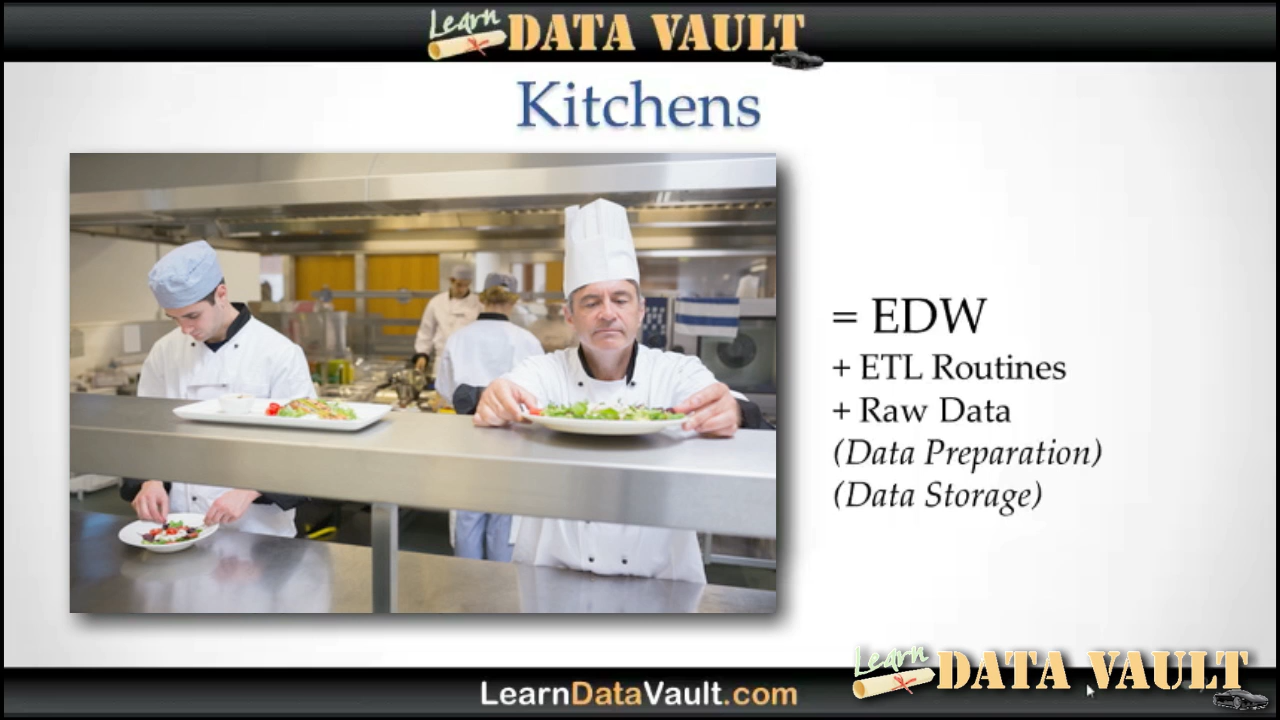 Learn DATA VAULT
Kitchens
= EDW
+ ETL Routines
+ Raw Data
(Data Preparation)
(Data Storage)
LearnDataVault.com
Learn DATA VAULT